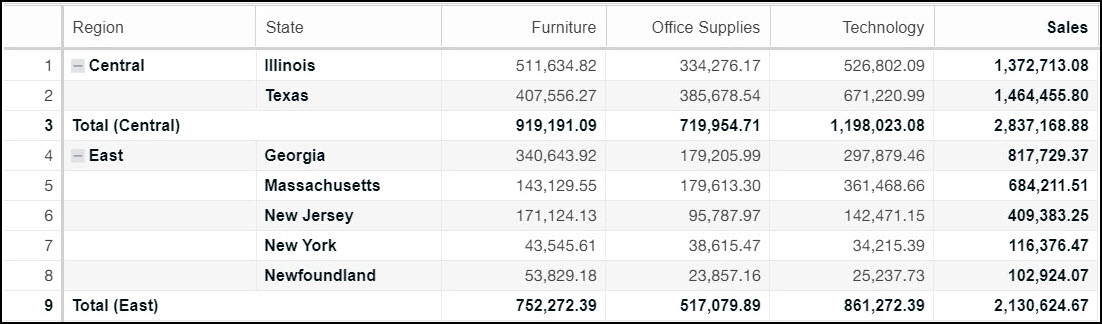 Region State Furniture Office Supplies Technology Sales
1 − Central Illinois 511,634.82 334,276.17 526,802.09 1,372,713.08
2 Texas 407,556.27 385,678.54 671,220.99 1,464,455.80
3 Total (Central) 919,191.09 719,954.71 1,198,023.08 2,837,168.88
4 − East Georgia 340,643.92 179,205.99 297,879.46 817,729.37
5 Massachusetts 143,129.55 179,613.30 361,468.66 684,211.51
6 New Jersey 171,124.13 95,787.97 142,471.15 409,383.25
7 New York 43,545.61 38,615.47 34,215.39 116,376.47
8 Newfoundland 53,829.18 23,857.16 25,237.73 102,924.07
9 Total (East) 752,272.39 517,079.89 861,272.39 2,130,624.67